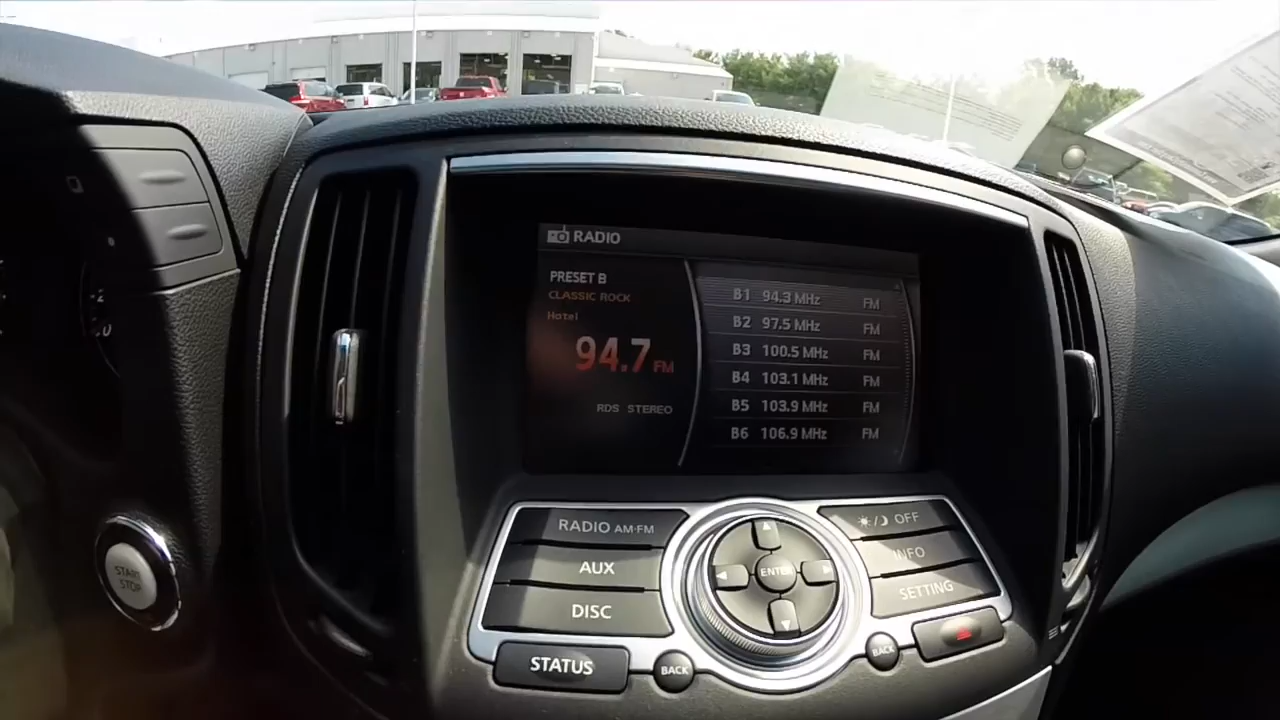 RADIO
PRESET B
CLASSIC ROCK
Hotel
94.7 FM
RDS STEREO
B1 94.3 MHz FM
B2 97.5 MHz FM
B3 100.5 MHz FM
B4 103.1 MHz FM
B5 103.9 MHz FM
B6 106.9 MHz FM
RADIO AM·FM
AUX
DISC
STATUS
BACK
ENTER
OFF
INFO
SETTING
BACK
START
STOP